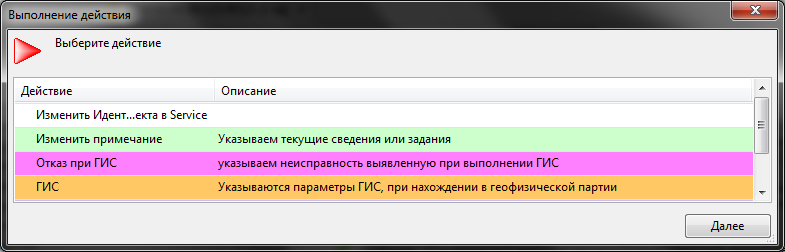 Выполнение действия
Выберите действие
Действие Описание
Изменить Идент...екта в Service
Изменить примечание Указываем текущие сведения или задания
Отказ при ГИС указываем неисправность выявленную при выполнении ГИС
ГИС Указываются параметры ГИС, при нахождении в геофизической партии
Далее